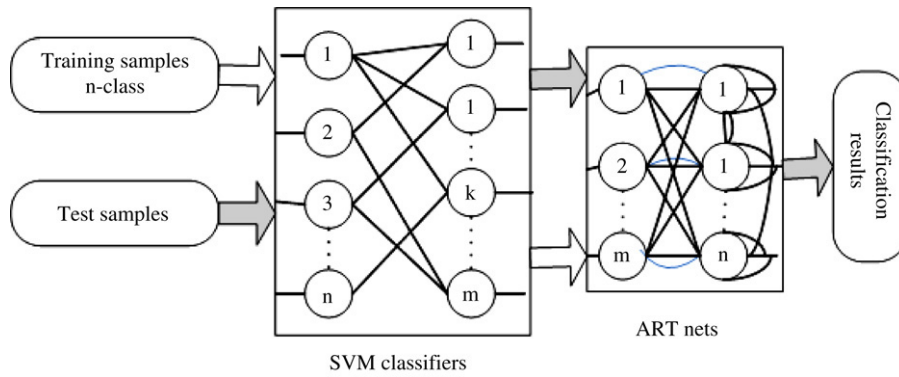 Training samples
n-class
Test samples
1
2
3
n
1
1
k
m
SVM classifiers
1
2
m
1
1
n
ART nets
Classification
results